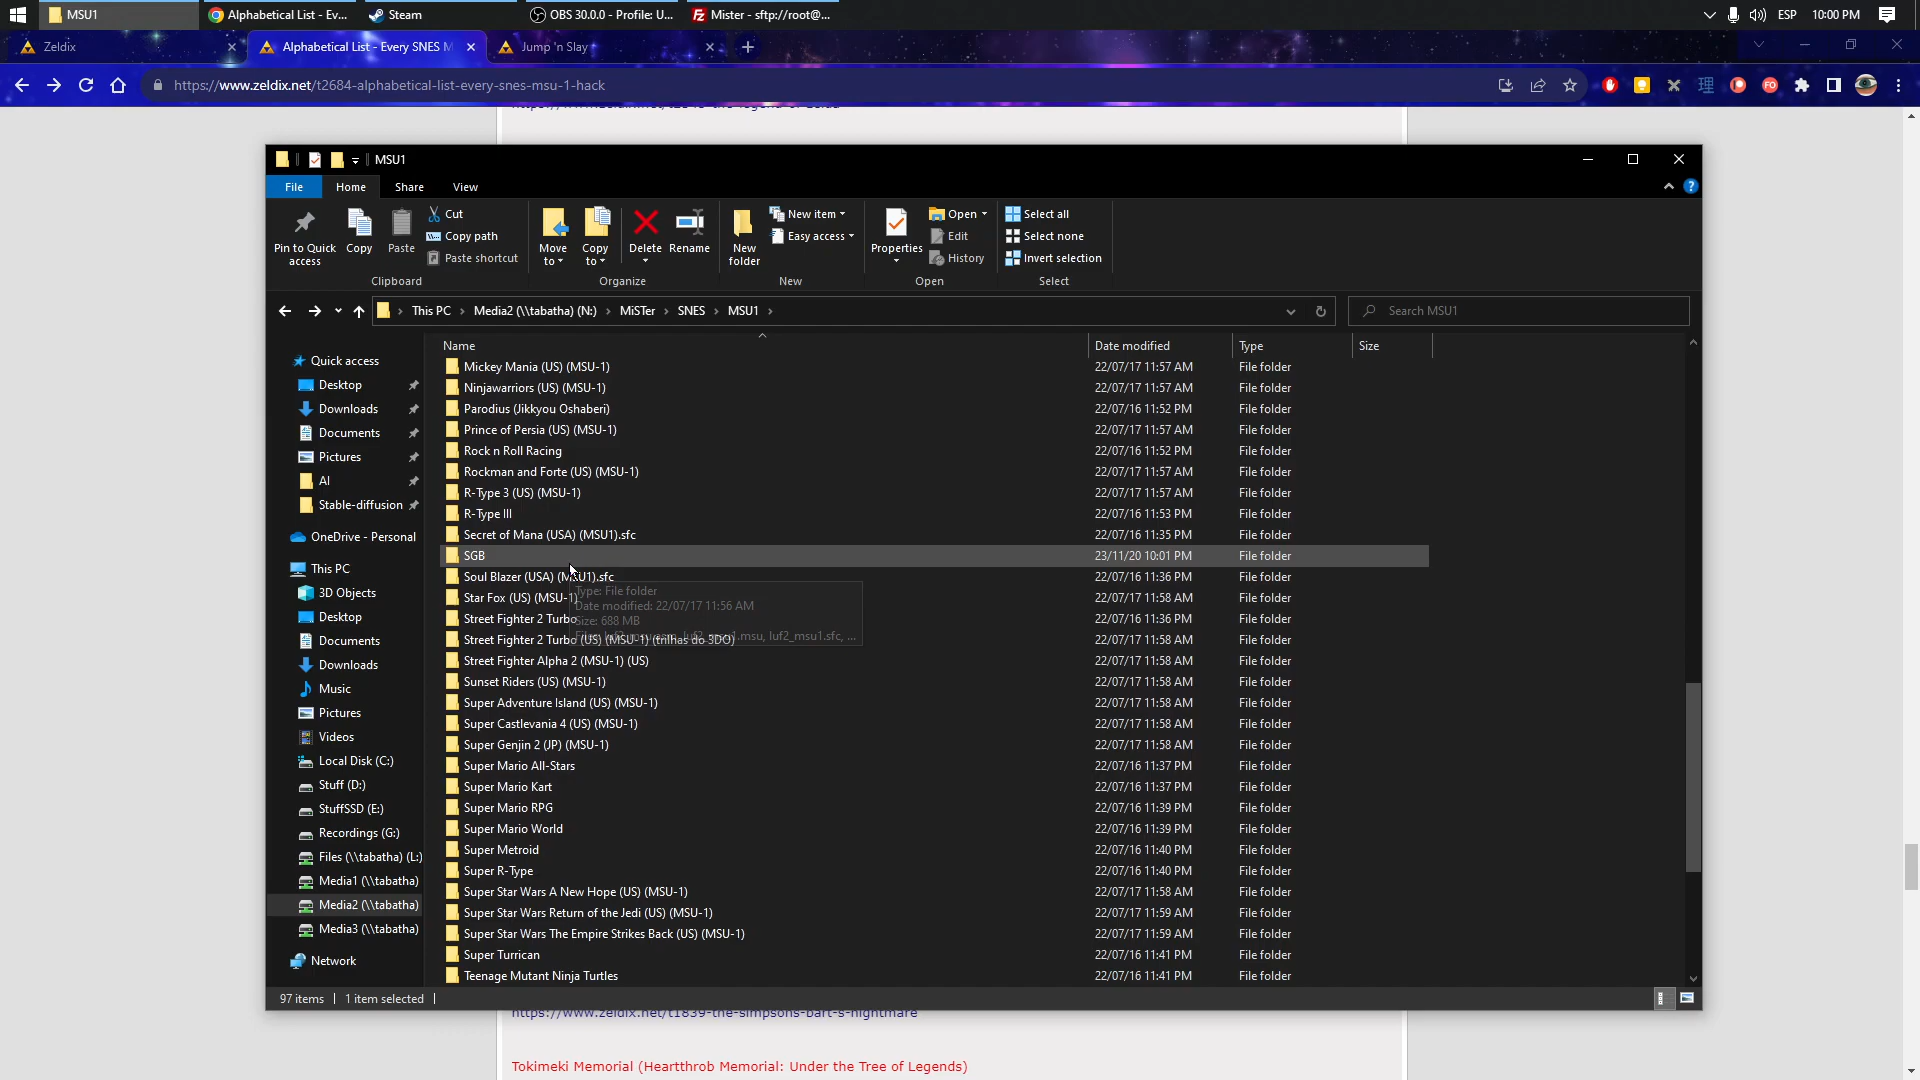 MSU1
Alphabetical List - Ev...
Steam
OBS 30.0.0 - Profile: U...
Mister - sftp://root@...
ESP
10:00 PM
Zeldix
Alphabetical List - Every SNES M
Jump 'n Slay
https://www.zeldix.net/t2684-alphabetical-list-every-snes-msu-1-hack
MSU1
File
Home
Share
View
Pin to Quick access
Copy
Paste
Cut
Copy path
Paste shortcut
Move to
Copy to
Delete
Rename
New folder
New item
Easy access
Properties
Open
Edit
History
Select all
Select none
Invert selection
Clipboard
Organize
New
Open
Select
This PC
Media2 (\\tabatha) (N:)
MiSTer
SNES
MSU1
Search MSU1
Name
Date modified
Type
Size
Quick access
Desktop
Downloads
Documents
Pictures
AI
Stable-diffusion
OneDrive - Personal
This PC
3D Objects
Desktop
Documents
Downloads
Music
Pictures
Videos
Local Disk (C:)
Stuff (D:)
StuffSSD (E:)
Recordings (G:)
Files (\\tabatha) (L:)
Media1 (\\tabatha)
Media2 (\\tabatha)
Media3 (\\tabatha)
Network
Mickey Mania (US) (MSU-1) 22/07/17 11:57 AM File folder
Ninjawarriors (US) (MSU-1) 22/07/17 11:57 AM File folder
Parodius (Jikkyou Oshaberi) 22/07/16 11:52 PM File folder
Prince of Persia (US) (MSU-1) 22/07/17 11:57 AM File folder
Rock n Roll Racing 22/07/16 11:52 PM File folder
Rockman and Forte (US) (MSU-1) 22/07/17 11:57 AM File folder
R-Type 3 (US) (MSU-1) 22/07/17 11:57 AM File folder
R-Type III 22/07/16 11:53 PM File folder
Secret of Mana (USA) (MSU1).sfc 22/07/16 11:35 PM File folder
SGB 23/11/20 10:01 PM File folder
Soul Blazer (USA) (MSU1).sfc 22/07/16 11:36 PM File folder
Star Fox (US) (MSU-1) 22/07/17 11:58 AM File folder
Street Fighter 2 Turbo 22/07/16 11:36 PM File folder
Street Fighter 2 Turbo (US) (MSU-1) (trilhas do 3DO) 22/07/17 11:58 AM File folder
Street Fighter Alpha 2 (MSU-1) (US) 22/07/17 11:58 AM File folder
Sunset Riders (US) (MSU-1) 22/07/17 11:58 AM File folder
Super Adventure Island (US) (MSU-1) 22/07/17 11:58 AM File folder
Super Castlevania 4 (US) (MSU-1) 22/07/17 11:58 AM File folder
Super Genjin 2 (JP) (MSU-1) 22/07/17 11:58 AM File folder
Super Mario All-Stars 22/07/16 11:37 PM File folder
Super Mario Kart 22/07/16 11:37 PM File folder
Super Mario RPG 22/07/16 11:39 PM File folder
Super Mario World 22/07/16 11:39 PM File folder
Super Metroid 22/07/16 11:40 PM File folder
Super R-Type 22/07/16 11:40 PM File folder
Super Star Wars A New Hope (US) (MSU-1) 22/07/17 11:58 AM File folder
Super Star Wars Return of the Jedi (US) (MSU-1) 22/07/17 11:59 AM File folder
Super Star Wars The Empire Strikes Back (US) (MSU-1) 22/07/17 11:59 AM File folder
Super Turrican 22/07/16 11:41 PM File folder
Teenage Mutant Ninja Turtles 22/07/16 11:41 PM File folder
Type: File folder
Date modified: 22/07/17 11:56 AM
Size: 688 MB
97 items
1 item selected
https://www.zeldix.net/t1839-the-simpsons-bart-s-nightmare
Tokimeki Memorial (Heartthrob Memorial: Under the Tree of Legends)